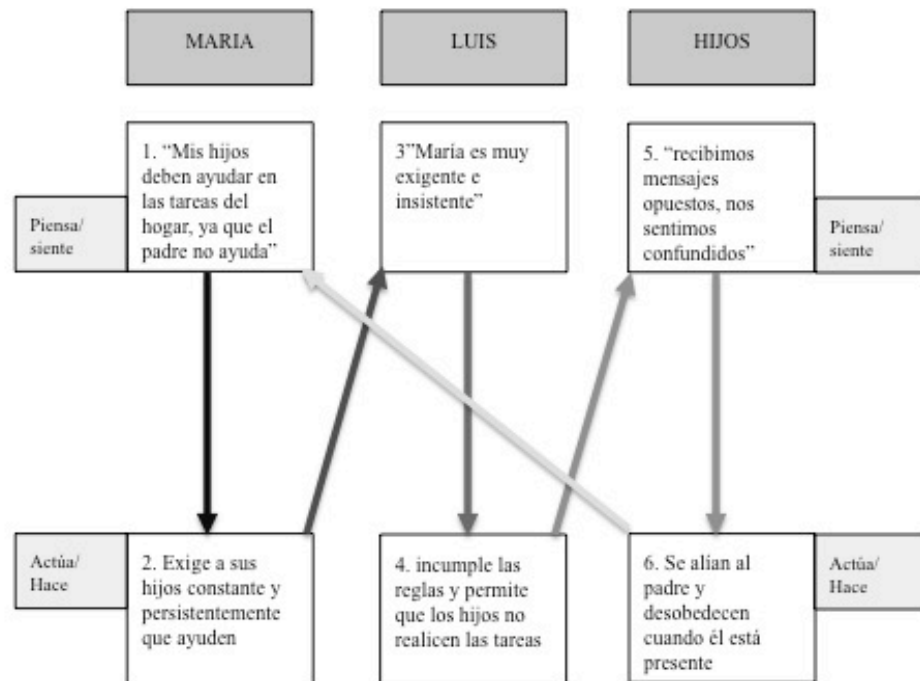 MARIA
LUIS
HIJOS
1. “Mis hijos
deben ayudar en
las tareas del
hogar, ya que el
padre no ayuda”
3”María es muy
exigente e
insistente”
5. “recibimos
mensajes
opuestos, nos
sentimos
confundidos”
Piensa/
siente
Piensa/
siente
Actúa/
Hace
2. Exige a sus
hijos constante y
persistentemente
que ayuden
4. incumple las
reglas y permite
que los hijos no
realicen las tareas
6. Se alían al
padre y
desobedecen
cuando él está
presente
Actúa/
Hace